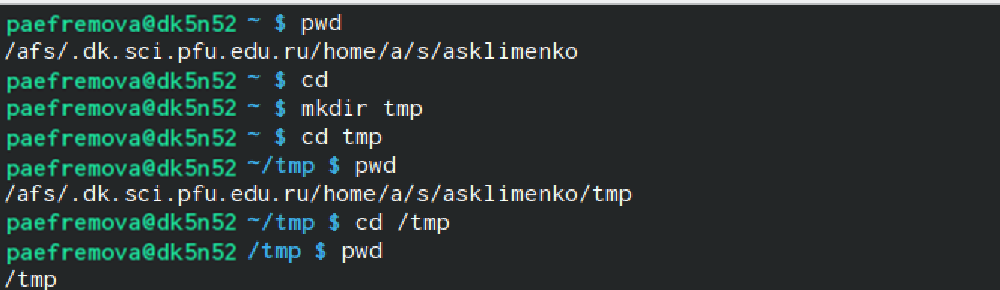 paefremova@dk5n52 ~ $ pwd
/afs/.dk.sci.pfu.edu.ru/home/a/s/asklimenko
paefremova@dk5n52 ~ $ cd
paefremova@dk5n52 ~ $ mkdir tmp
paefremova@dk5n52 ~ $ cd tmp
paefremova@dk5n52 ~/tmp $ pwd
/afs/.dk.sci.pfu.edu.ru/home/a/s/asklimenko/tmp
paefremova@dk5n52 ~/tmp $ cd /tmp
paefremova@dk5n52 /tmp $ pwd
/tmp